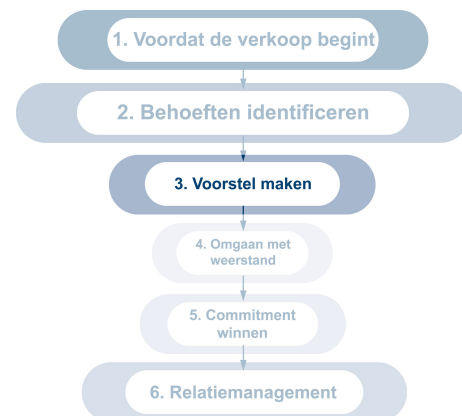 1. Voordat de verkoop begint
2. Behoeften identificeren
3. Voorstel maken
4. Omgaan met
weerstand
5. Commitment
winnen
6. Relatiemanagement